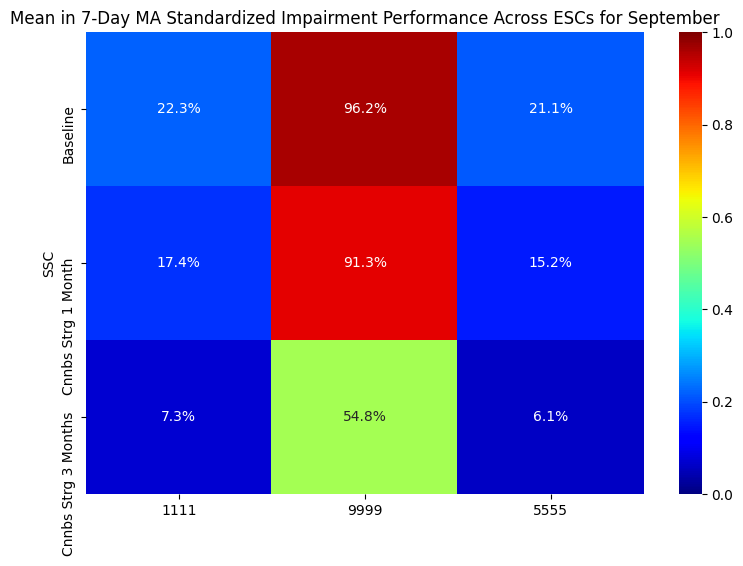 Mean in 7-Day MA Standardized Impairment Performance Across ESCs for September
SSC
Baseline
22.3% 96.2% 21.1%
Cnnbs Strg 1 Month
17.4% 91.3% 15.2%
Cnnbs Strg 3 Months
7.3% 54.8% 6.1%
1111 9999 5555
1.0
0.8
0.6
0.4
0.2
0.0